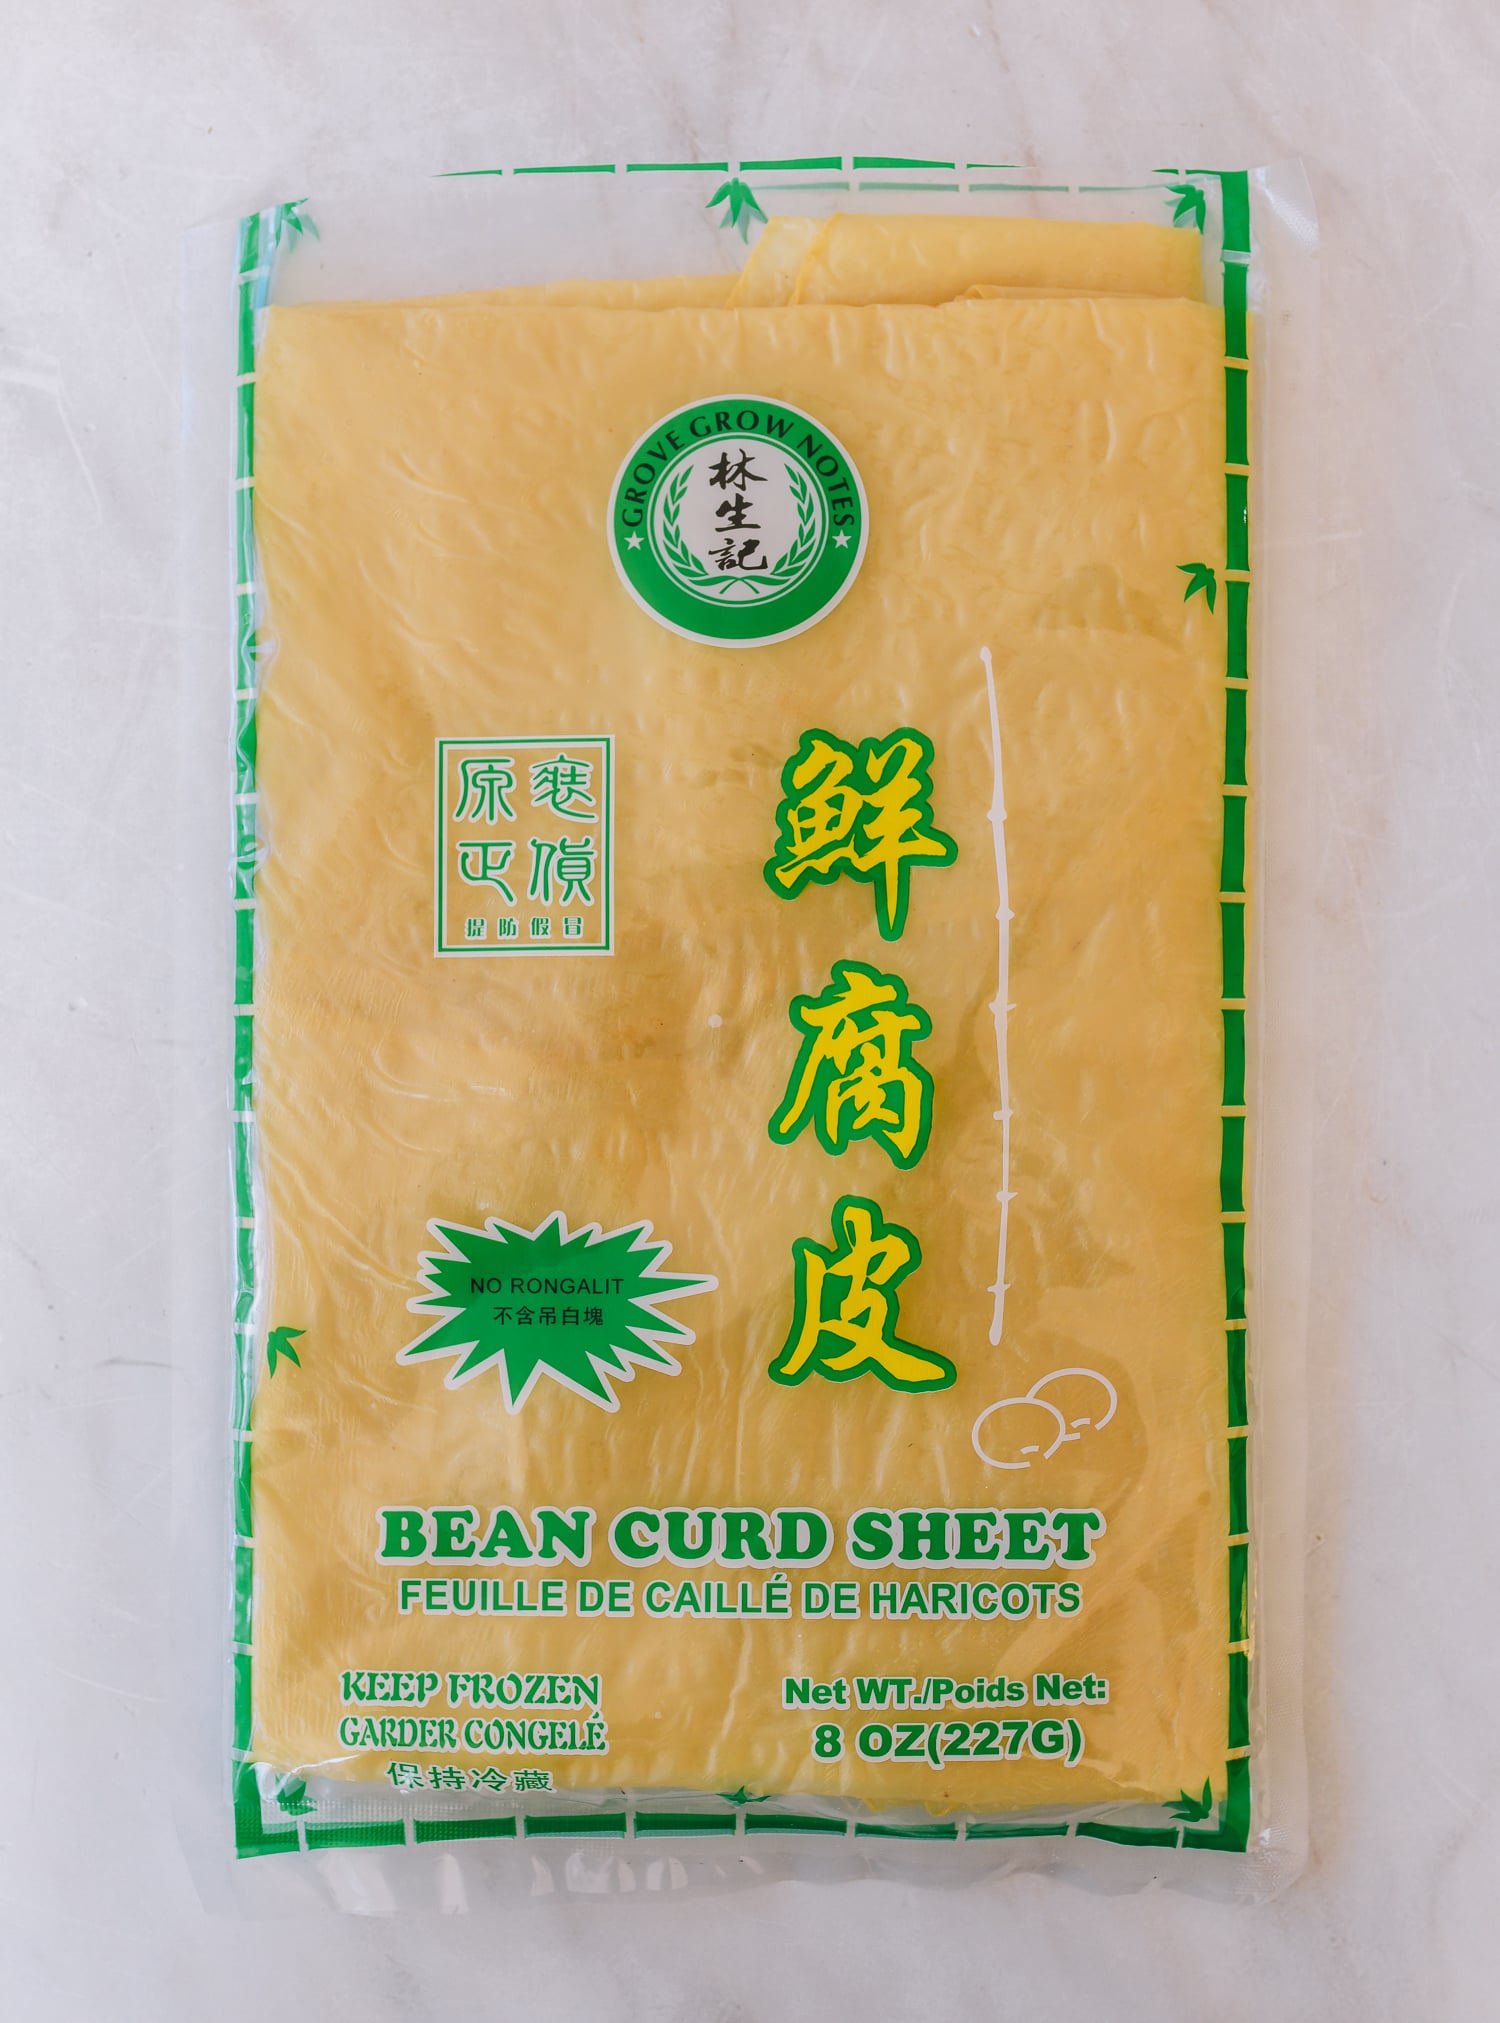 GROVE GROW NOTES
林生記
鮮腐皮
原正
貨
提防假冒
NO RONGALIT
不含吊白塊
BEAN CURD SHEET
FEUILLE DE CAILLÉ DE HARICOTS
KEEP FROZEN
GARDER CONGELÉ
保持冷藏
Net WT./Poids Net:
8 OZ(227G)